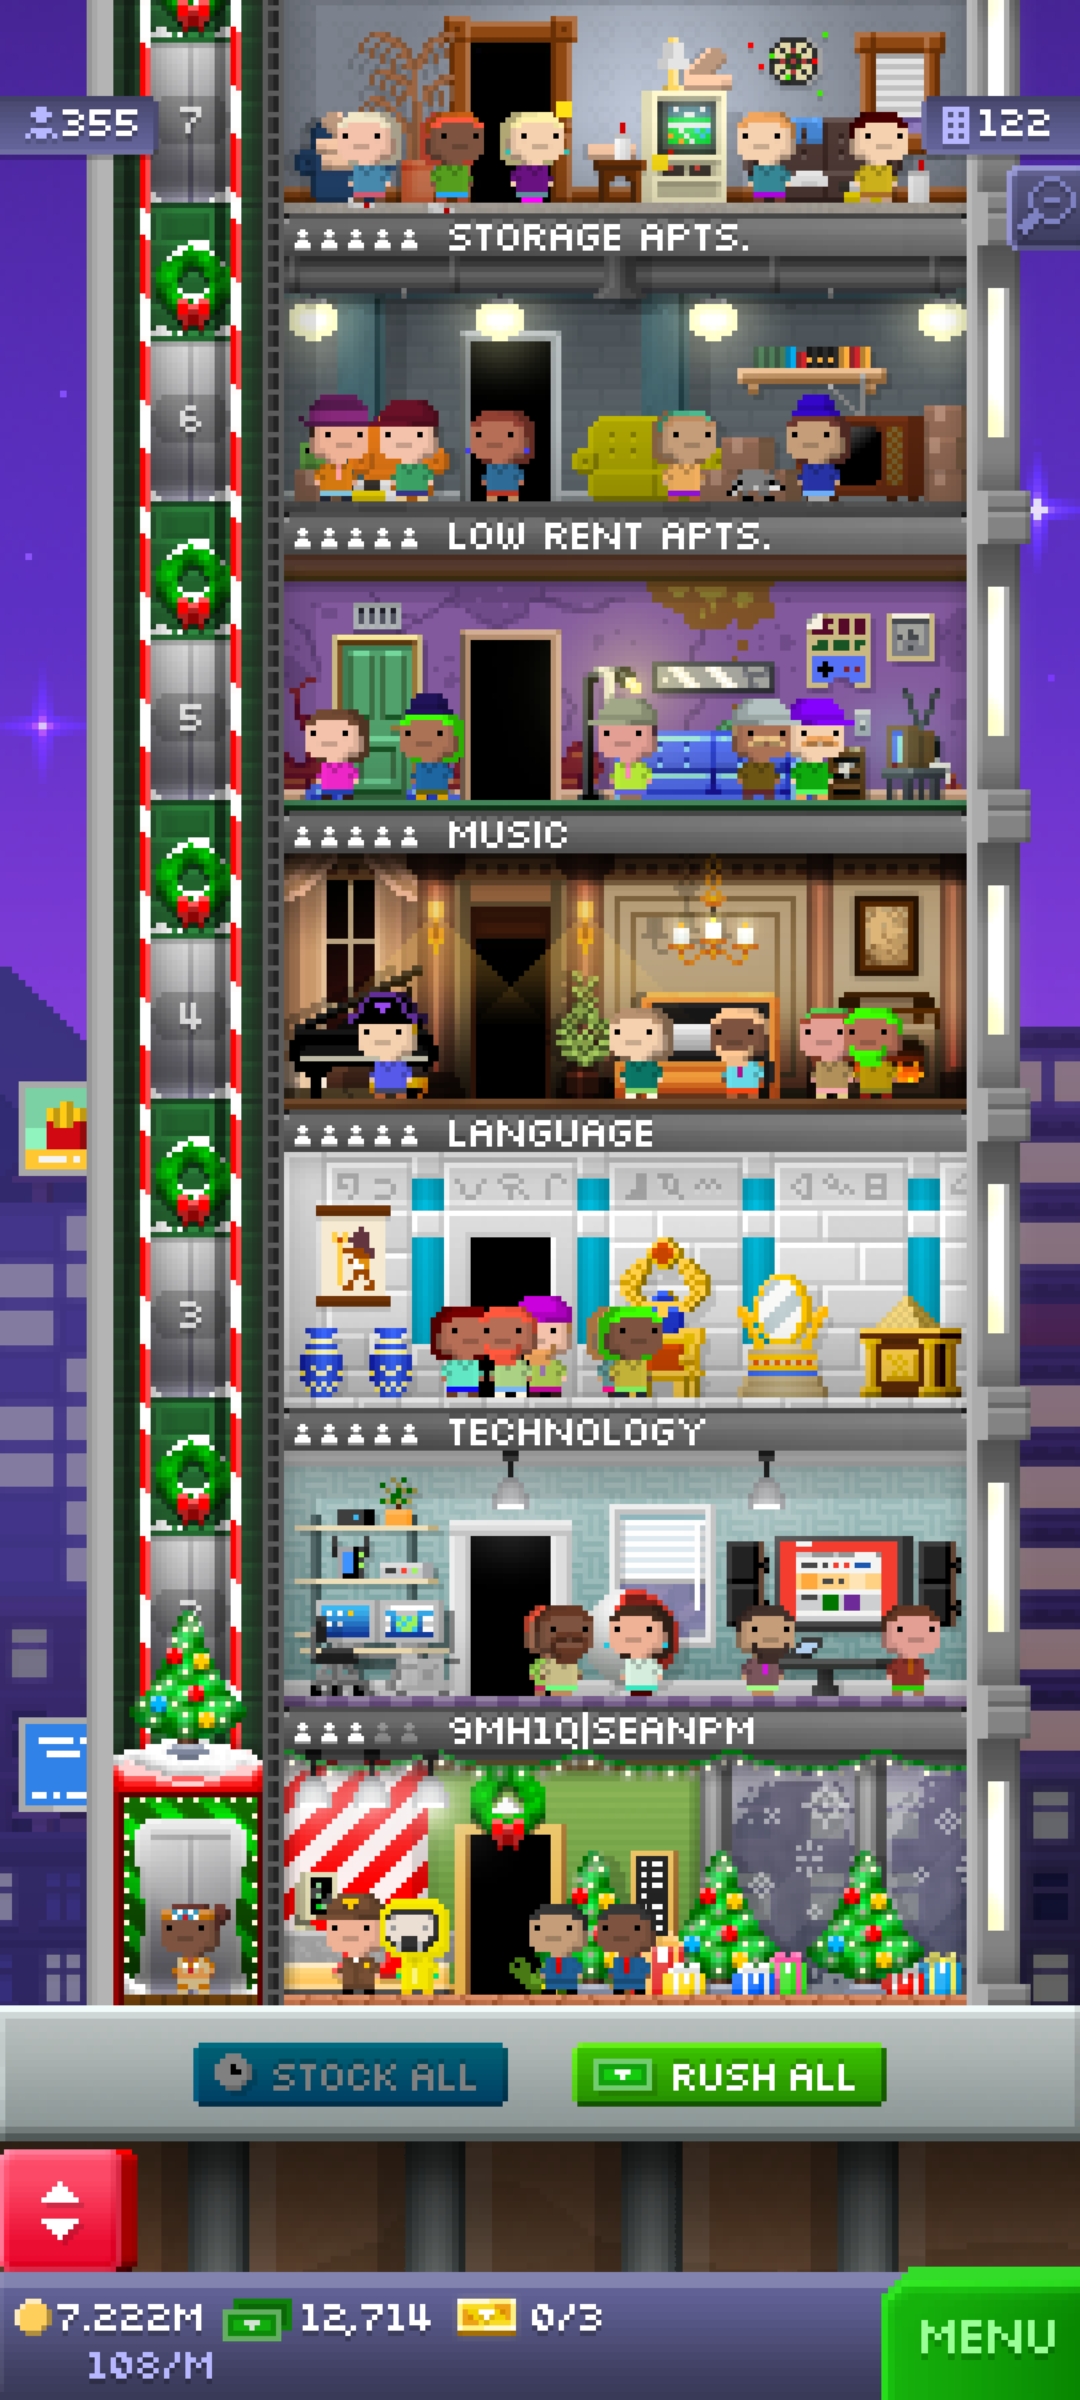 7
355
122
STORAGE APTS.
6
LOW RENT APTS.
5
MUSIC
4
LANGUAGE
3
TECHNOLOGY
9MH1Q|SEANPM
STOCK ALL
RUSH ALL
7.222M
12,714
0/3
108/M
MENU